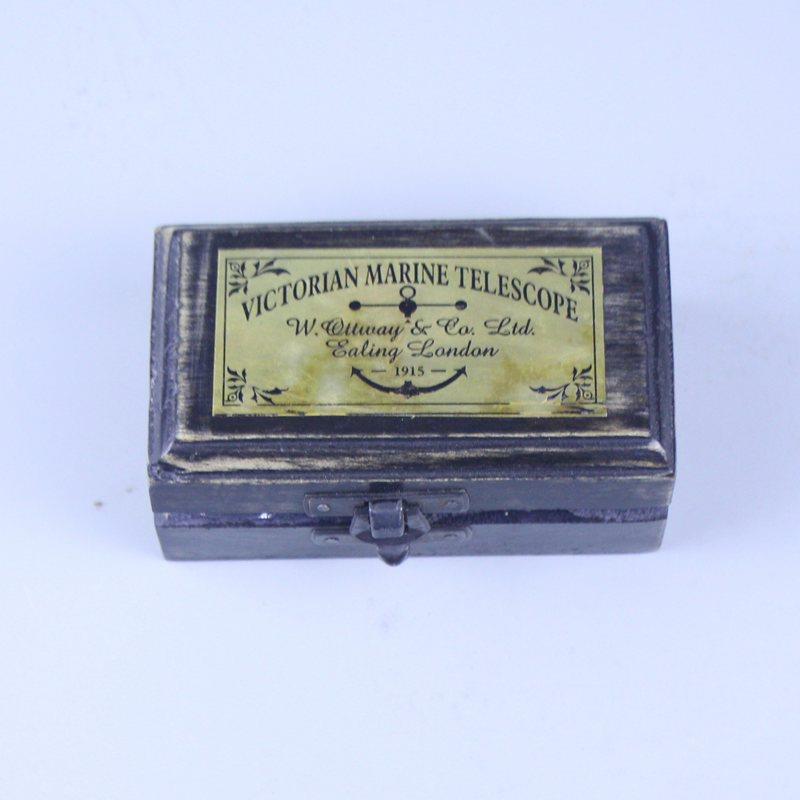 VICTORIAN MARINE TELESCOPE
W. Ottway & Co. Ltd.
Ealing London
— 1915 —